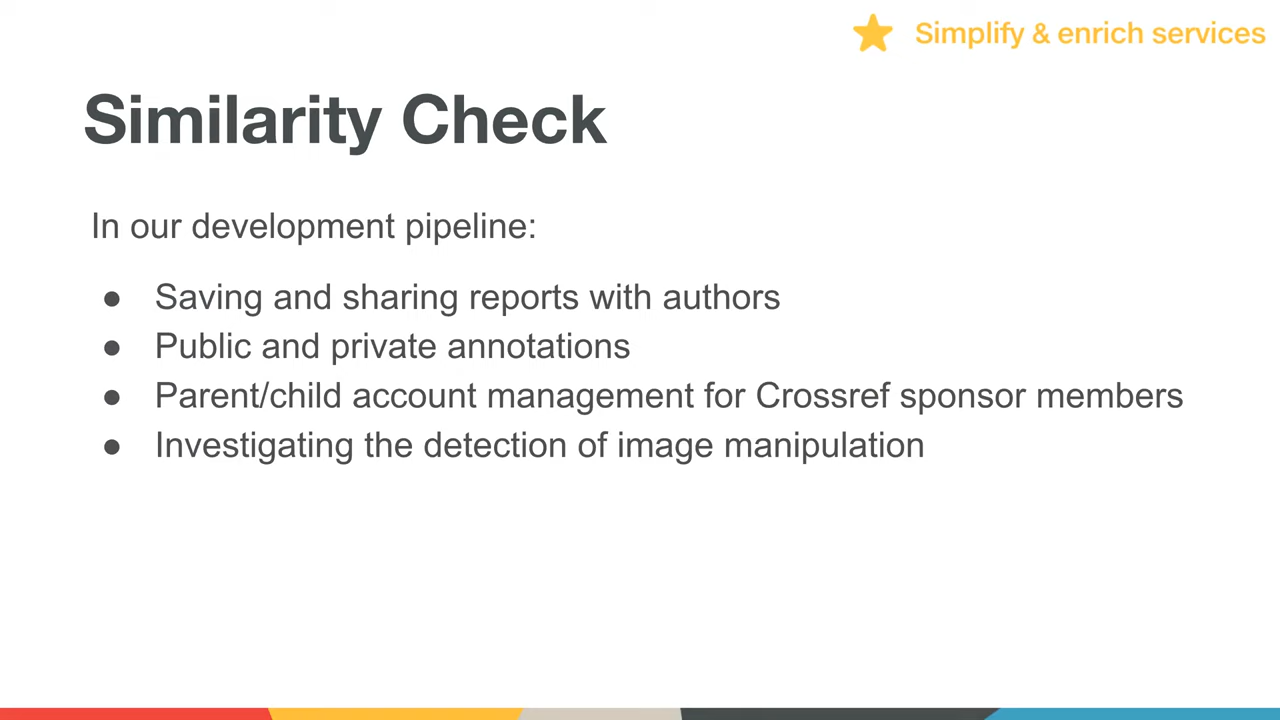 Simplify & enrich services
Similarity Check
In our development pipeline:
● Saving and sharing reports with authors
● Public and private annotations
● Parent/child account management for Crossref sponsor members
● Investigating the detection of image manipulation